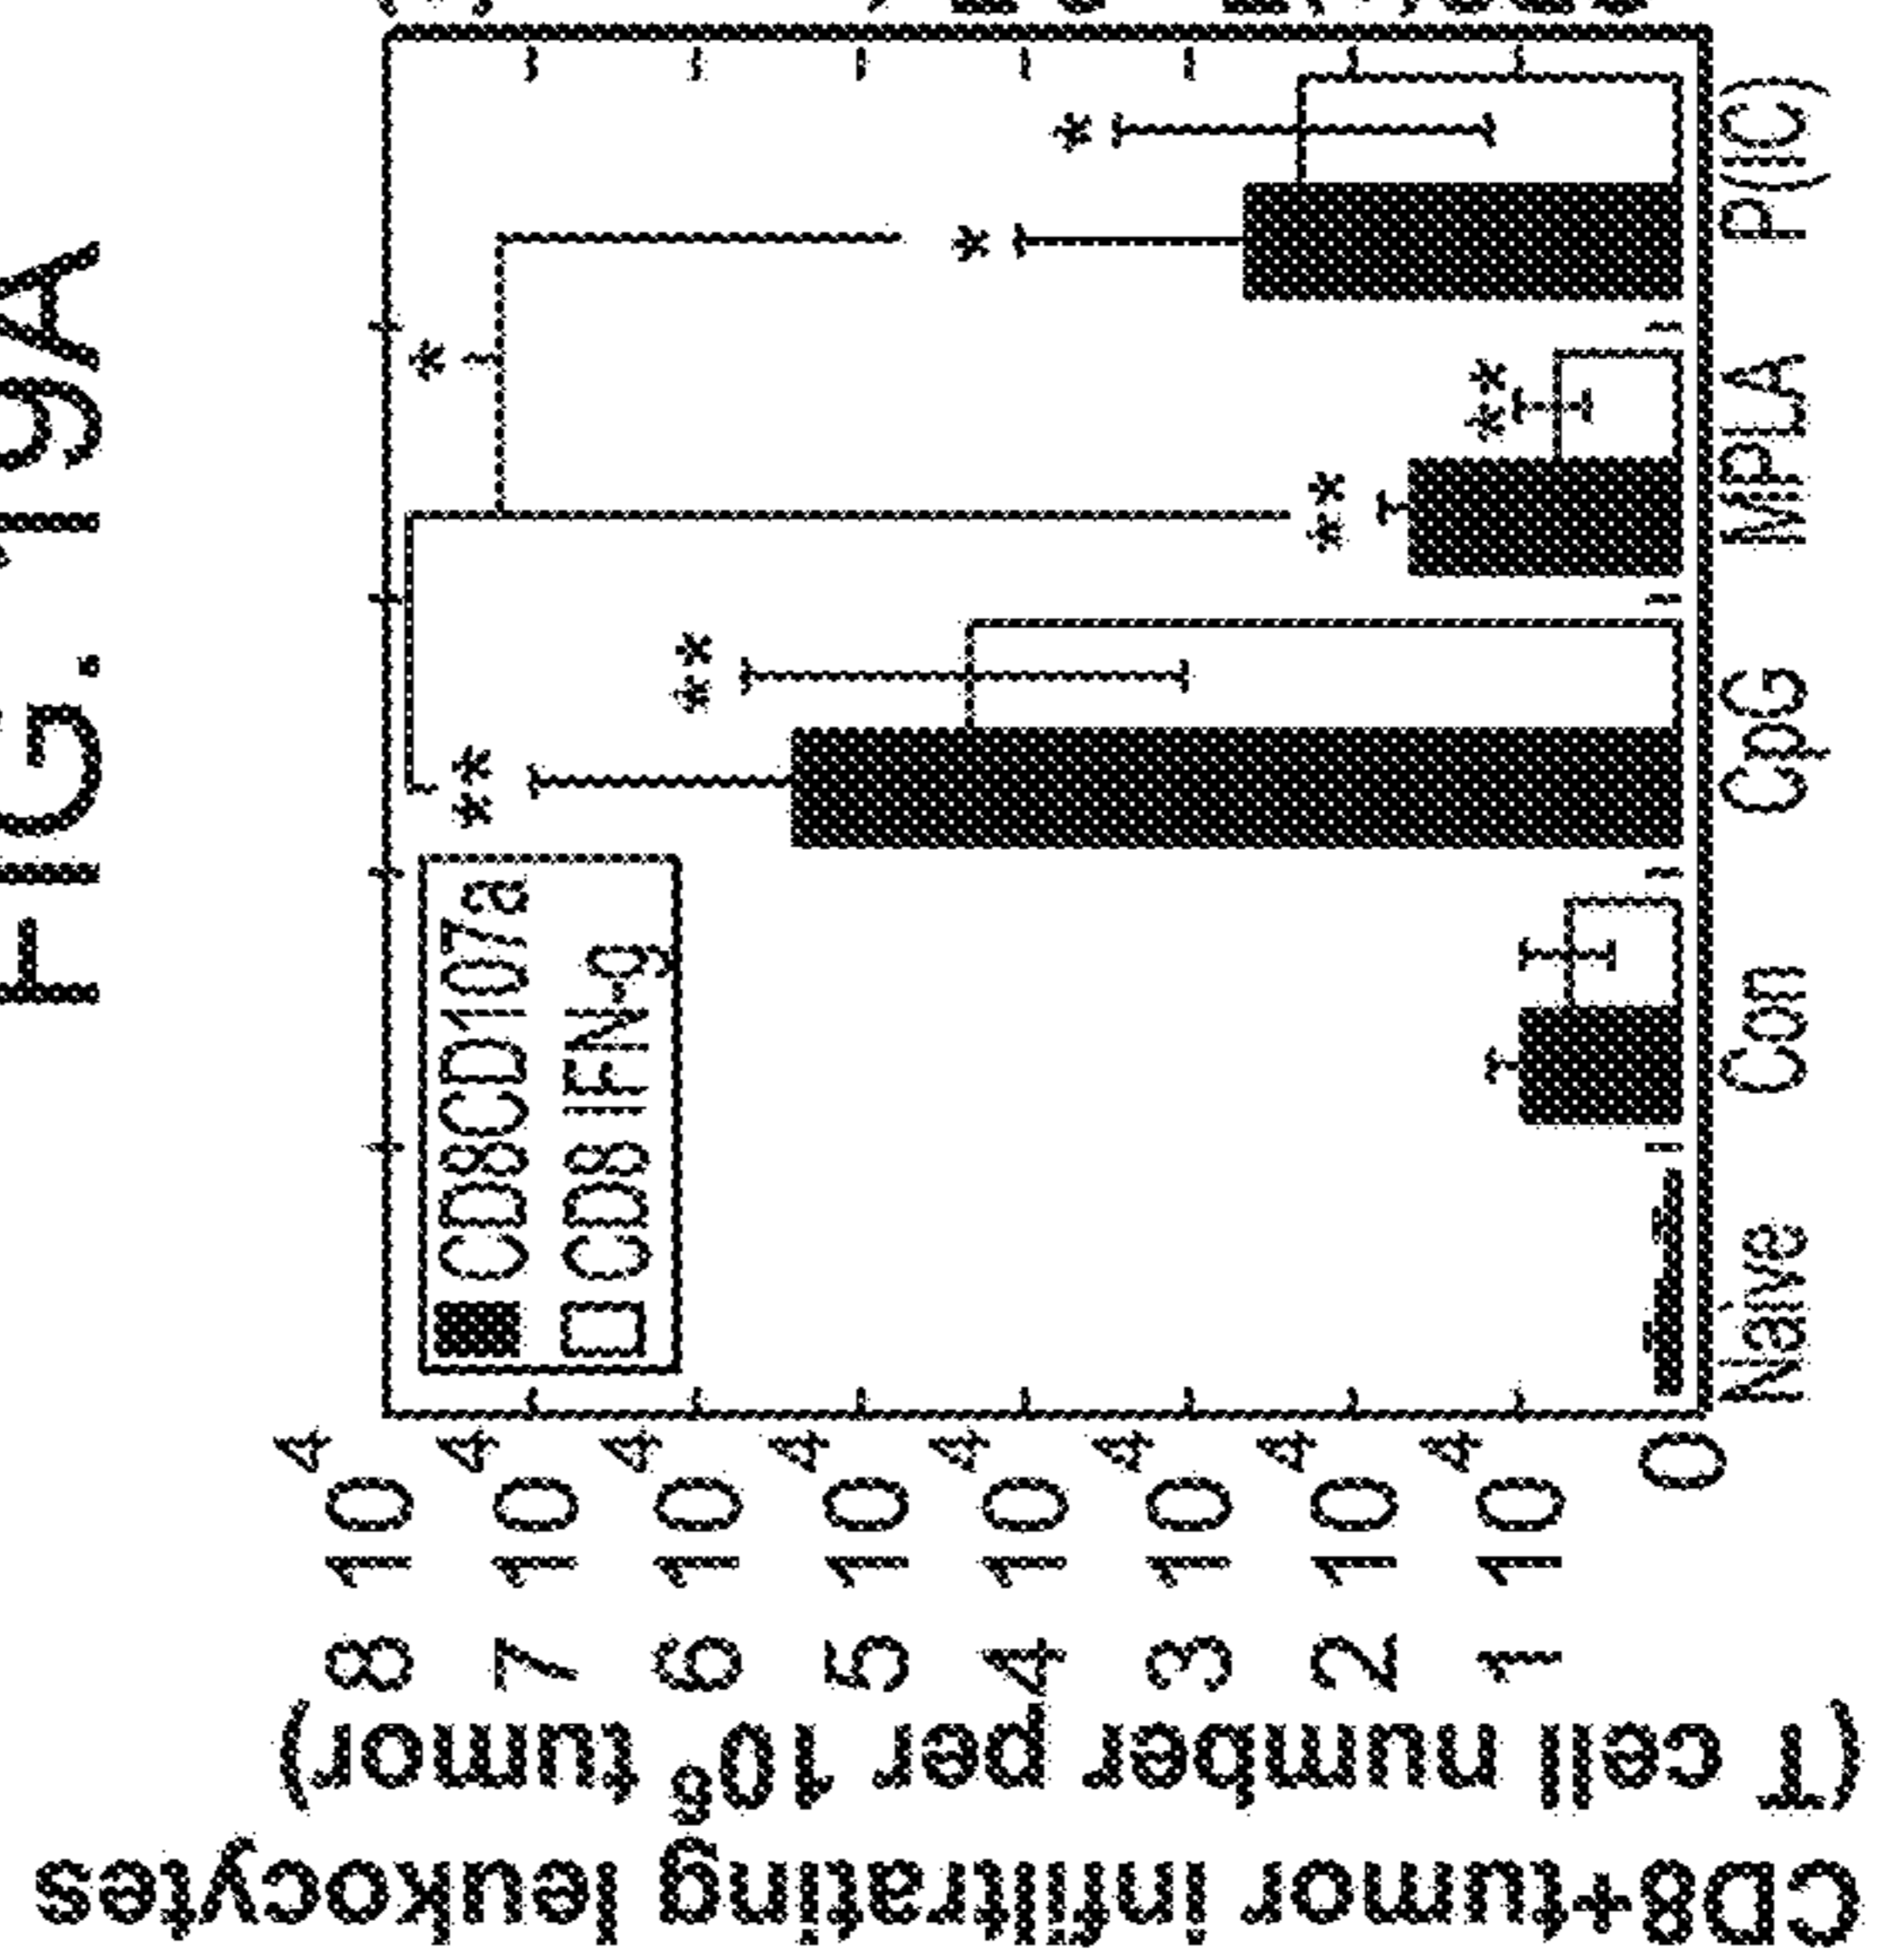 FIG. 19A
CD8+tumor infiltrating leukocytes
(T cell number per 10⁶ tumor)
8 10⁴
7 10⁴
6 10⁴
5 10⁴
4 10⁴
3 10⁴
2 10⁴
1 10⁴
0
CD8CD107a
CD8 IFN-g
**
**
*
**
**
*
*
Naive Con CpG MPLA P(IC)